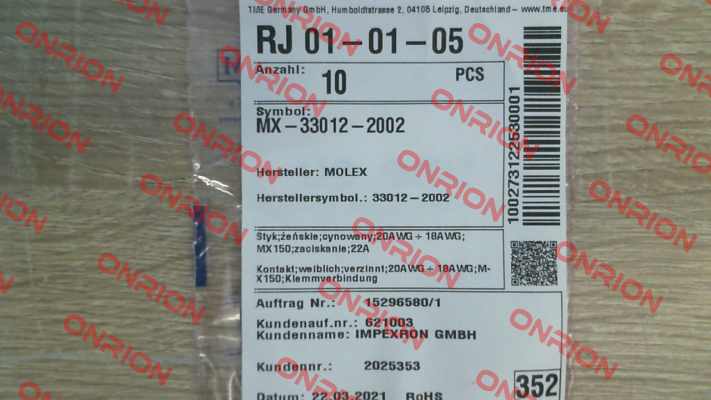 TME Germany GmbH, Humboldtstrasse 2, 04105 Leipzig, Deutschland - www.tme.eu
RJ 01-01-05
Anzahl: 10 PCS
Symbol:
MX-33012-2002
Hersteller: MOLEX
Herstellersymbol.: 33012-2002
Styk;żeńskie;cynowany;20AWG÷18AWG;
MX150;zaciskanie;22A
Kontakt;weiblich;verzinnt;20AWG÷18AWG;M-
X150;Klemmverbindung
Auftrag Nr.: 15296580/1
Kundenauf.nr.: 621003
Kundenname: IMPEXRON GMBH
Kundennr.: 2025353
Datum: 22.03.2021 RoHS
352
1002731222530001
ONRION